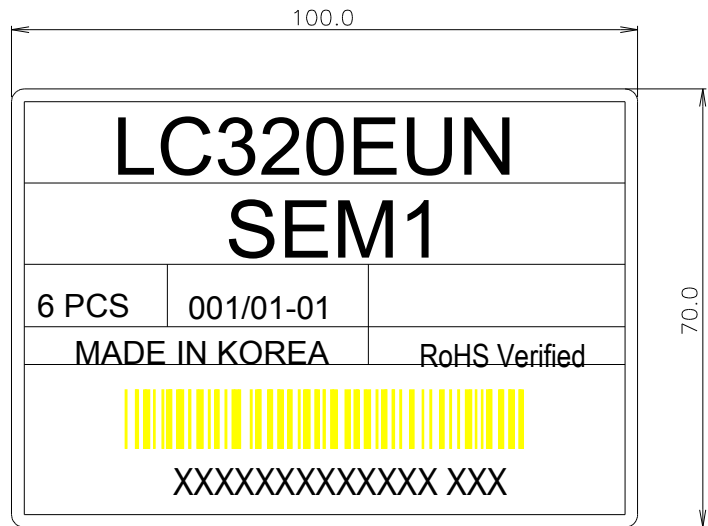 100.0
LC320EUN
SEM1
6 PCS 001/01-01
MADE IN KOREA RoHS Verified
70.0
XXXXXXXXXXXXX XXX